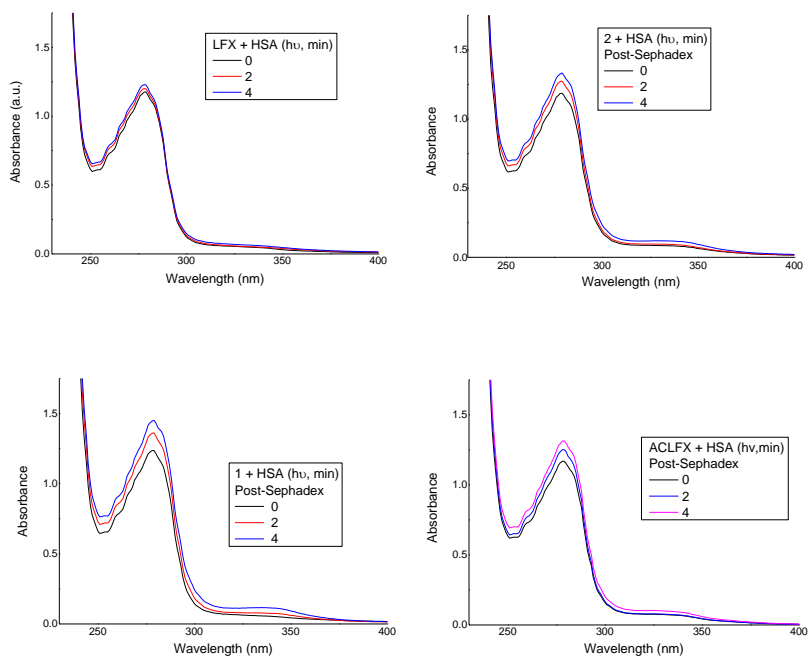 LFX + HSA (hυ, min)
0
2
4
1.5
1.0
0.5
0.0
250
300
350
400
Absorbance (a.u.)
Wavelength (nm)
2 + HSA (hυ, min)
Post-Sephadex
0
2
4
1.5
1.0
0.5
0.0
250
300
350
400
Absorbance
Wavelength (nm)
1 + HSA (hυ, min)
Post-Sephadex
0
2
4
1.5
1.0
0.5
0.0
250
300
350
400
Absorbance
Wavelength (nm)
ACLFX + HSA (hv,min)
Post-Sephadex
0
2
4
1.5
1.0
0.5
0.0
250
300
350
400
Absorbance
Wavelength (nm)